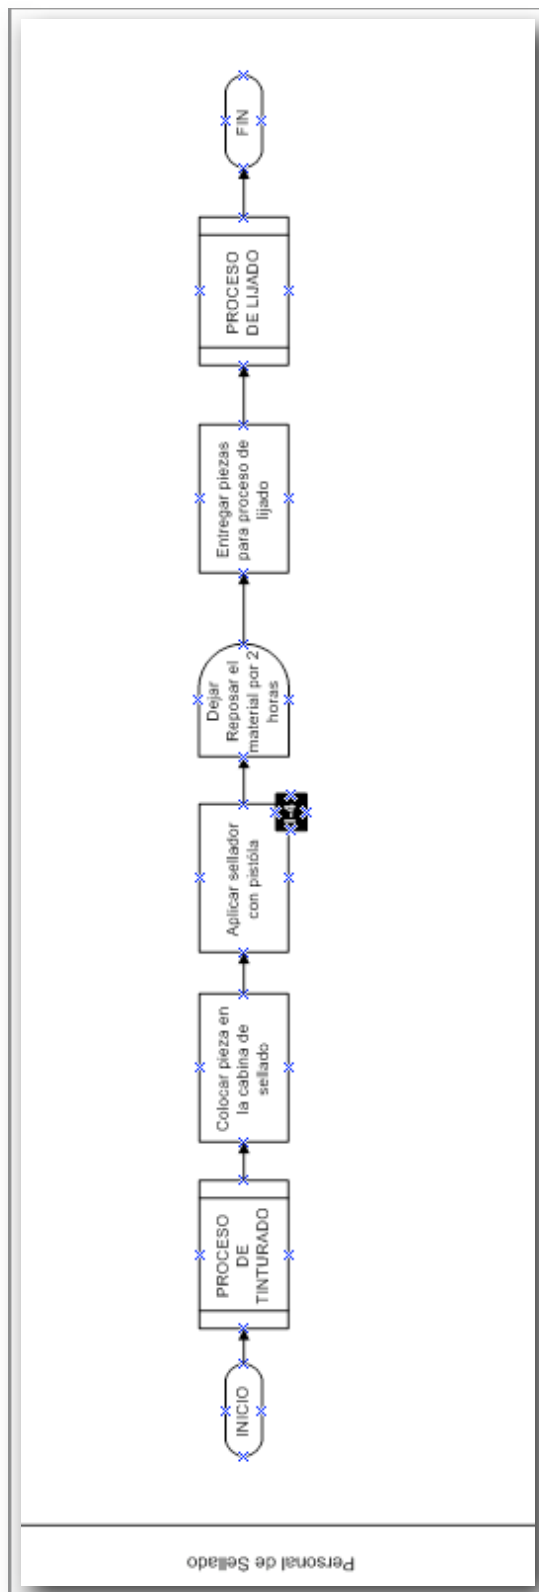 Personal de Sellado
INICIO
PROCESO
DE
TINTURADO
Colocar pieza en
la cabina de
sellado
Aplicar sellador
con pistóla
Dejar
Reposar el
material por 2
horas
Entregar piezas
para proceso de
lijado
PROCESO
DE LIJADO
FIN